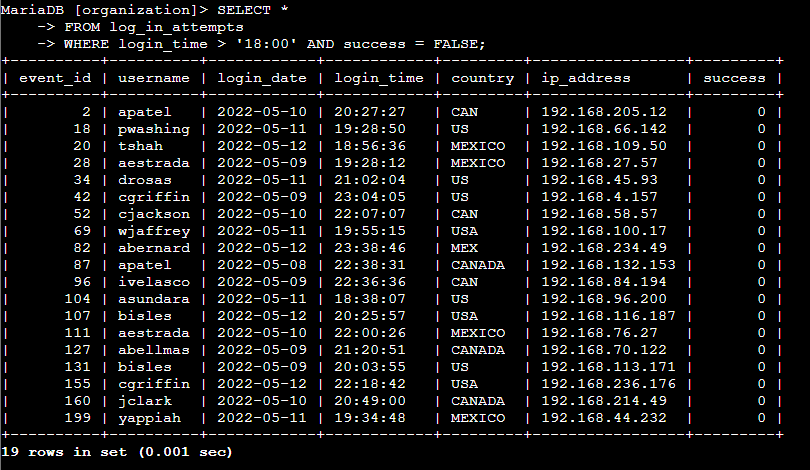 MariaDB [organization]> SELECT *
    -> FROM log_in_attempts
    -> WHERE login_time > '18:00' AND success = FALSE;
+----------+----------+------------+------------+---------+-----------------+---------+
| event_id | username | login_date | login_time | country | ip_address      | success |
+----------+----------+------------+------------+---------+-----------------+---------+
|        2 | apatel   | 2022-05-10 | 20:27:27   | CAN     | 192.168.205.12  |       0 |
|       18 | pwashing | 2022-05-11 | 19:28:50   | US      | 192.168.66.142  |       0 |
|       20 | tshah    | 2022-05-12 | 18:56:36   | MEXICO  | 192.168.109.50  |       0 |
|       28 | aestrada | 2022-05-09 | 19:28:12   | MEXICO  | 192.168.27.57   |       0 |
|       34 | drosas   | 2022-05-11 | 21:02:04   | US      | 192.168.45.93   |       0 |
|       42 | cgriffin | 2022-05-09 | 23:04:05   | US      | 192.168.4.157   |       0 |
|       52 | cjackson | 2022-05-10 | 22:07:07   | CAN     | 192.168.58.57   |       0 |
|       69 | wjaffrey | 2022-05-11 | 19:55:15   | USA     | 192.168.100.17  |       0 |
|       82 | abernard | 2022-05-12 | 23:38:46   | MEX     | 192.168.234.49  |       0 |
|       87 | apatel   | 2022-05-08 | 22:38:31   | CANADA  | 192.168.132.153 |       0 |
|       96 | ivelasco | 2022-05-09 | 22:36:36   | CAN     | 192.168.84.194  |       0 |
|      104 | asundara | 2022-05-11 | 18:38:07   | US      | 192.168.96.200  |       0 |
|      107 | bisles   | 2022-05-12 | 20:25:57   | USA     | 192.168.116.187 |       0 |
|      111 | aestrada | 2022-05-10 | 22:00:26   | MEXICO  | 192.168.76.27   |       0 |
|      127 | abellmas | 2022-05-09 | 21:20:51   | CANADA  | 192.168.70.122  |       0 |
|      131 | bisles   | 2022-05-09 | 20:03:55   | US      | 192.168.113.171 |       0 |
|      155 | cgriffin | 2022-05-12 | 22:18:42   | USA     | 192.168.236.176 |       0 |
|      160 | jclark   | 2022-05-10 | 20:49:00   | CANADA  | 192.168.214.49  |       0 |
|      199 | yappiah  | 2022-05-11 | 19:34:48   | MEXICO  | 192.168.44.232  |       0 |
+----------+----------+------------+------------+---------+-----------------+---------+
19 rows in set (0.001 sec)